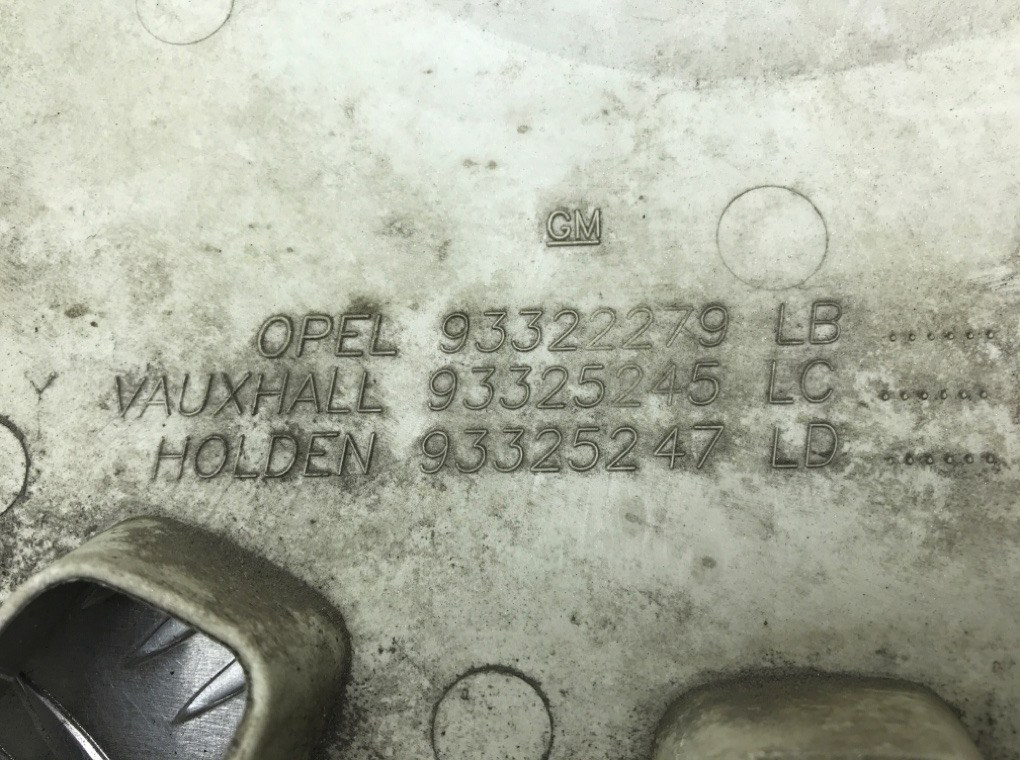 GM
OPEL 93322279 LB
VAUXHALL 93325245 LC
HOLDEN 93325247 LD